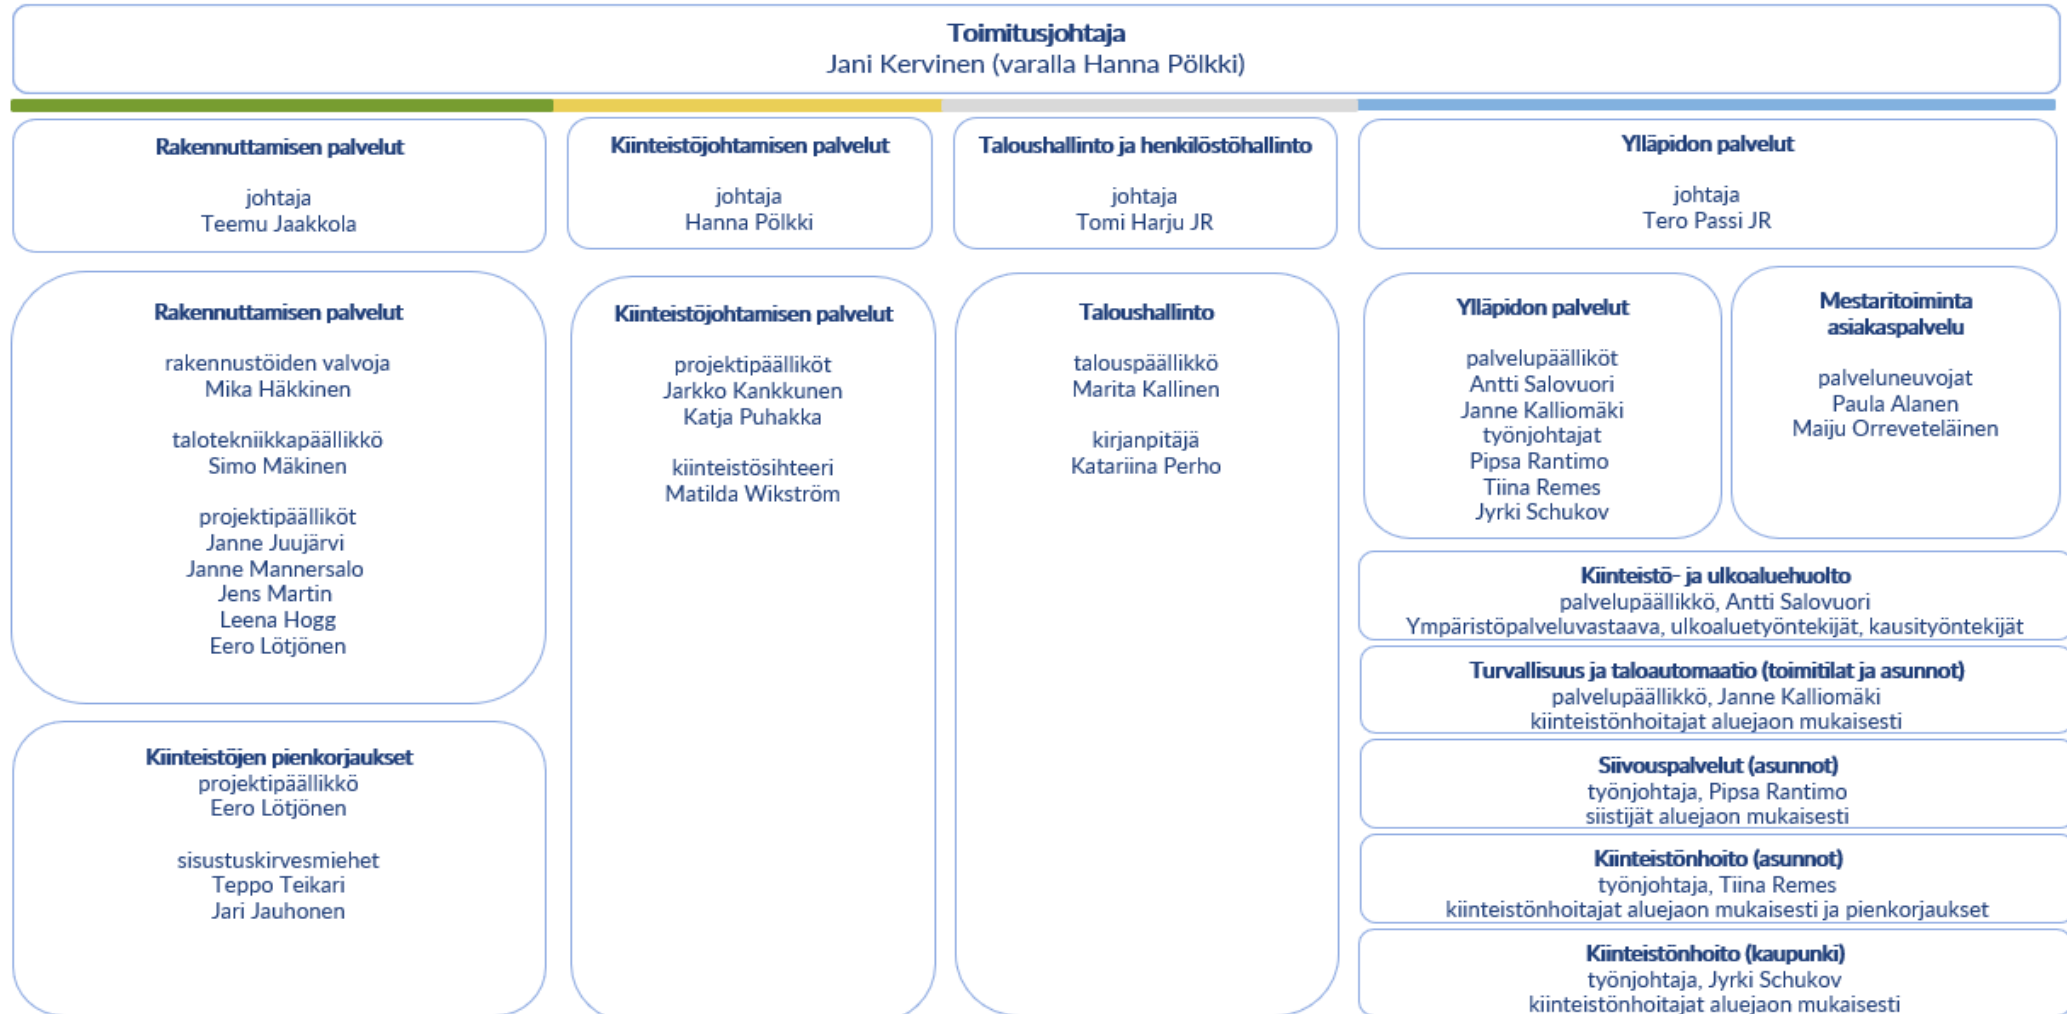 Toimitusjohtaja
Jani Kervinen (varalla Hanna Pölkki)
Rakennuttamisen palvelut
johtaja
Teemu Jaakkola
Kiinteistöjohtamisen palvelut
johtaja
Hanna Pölkki
Taloushallinto ja henkilöstöhallinto
johtaja
Tomi Harju JR
Ylläpidon palvelut
johtaja
Tero Passi JR
Rakennuttamisen palvelut
rakennustöiden valvoja
Mika Häkkinen
talotekniikkapäällikkö
Simo Mäkinen
projektipäälliköt
Janne Juujärvi
Janne Mannersalo
Jens Martin
Leena Hogg
Eero Lötjönen
Kiinteistöjen pienkorjaukset
projektipäällikkö
Eero Lötjönen
sisustuskirvesmiehet
Teppo Teikari
Jari Jauhonen
Kiinteistöjohtamisen palvelut
projektipäälliköt
Jarkko Kankkunen
Katja Puhakka
kiinteistösihteeri
Matilda Wikström
Taloushallinto
talouspäällikkö
Marita Kallinen
kirjanpitäjä
Katariina Perho
Ylläpidon palvelut
palvelupäälliköt
Antti Salovuori
Janne Kalliomäki
työnjohtajat
Pipsa Rantimo
Tiina Remes
Jyrki Schukov
Mestaritoiminta
asiakaspalvelu
palveluneuvojat
Paula Alanen
Maiju Orreveteläinen
Kiinteistö- ja ulkoaluehuolto
palvelupäällikkö, Antti Salovuori
Ympäristöpalveluvastaava, ulkoaluetyöntekijät, kausityöntekijät
Turvallisuus ja taloautomaatio (toimitilat ja asunnot)
palvelupäällikkö, Janne Kalliomäki
kiinteistönhoitajat aluejaon mukaisesti
Siivouspalvelut (asunnot)
työnjohtaja, Pipsa Rantimo
siistijät aluejaon mukaisesti
Kiinteistönhoito (asunnot)
työnjohtaja, Tiina Remes
kiinteistönhoitajat aluejaon mukaisesti ja pienkorjaukset
Kiinteistönhoito (kaupunki)
työnjohtaja, Jyrki Schukov
kiinteistönhoitajat aluejaon mukaisesti